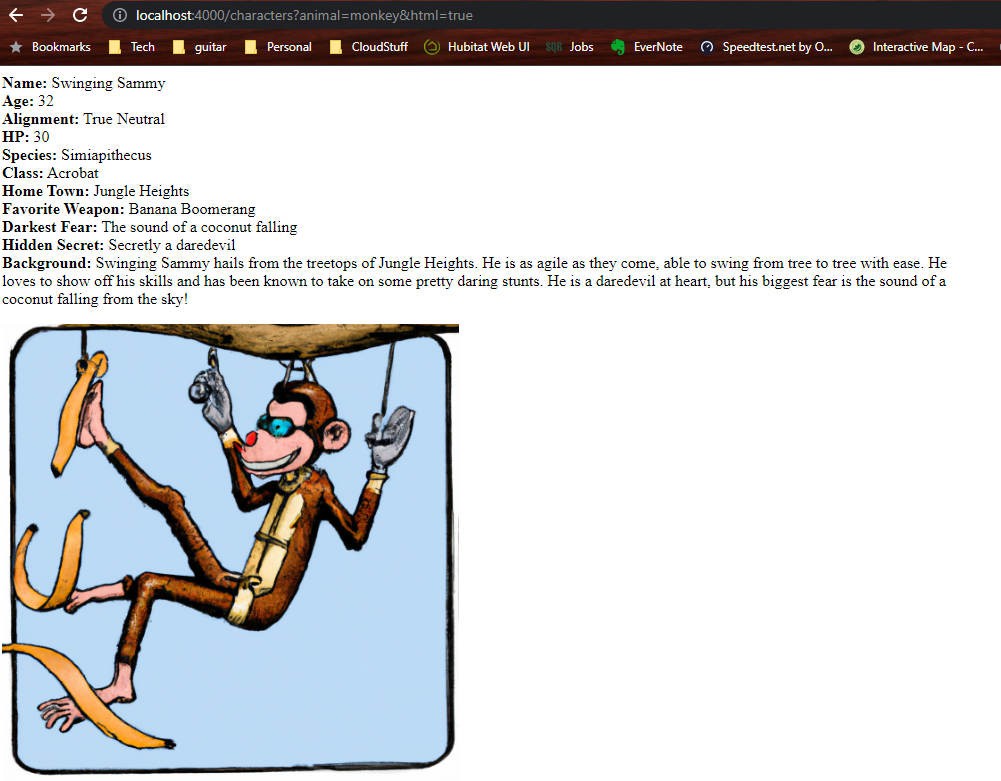 localhost:4000/characters?animal=monkey&html=true
Bookmarks Tech guitar Personal CloudStuff Hubitat Web UI SQR Jobs EverNote Speedtest.net by O... Interactive Map - C...
Name: Swinging Sammy
Age: 32
Alignment: True Neutral
HP: 30
Species: Simiapithecus
Class: Acrobat
Home Town: Jungle Heights
Favorite Weapon: Banana Boomerang
Darkest Fear: The sound of a coconut falling
Hidden Secret: Secretly a daredevil
Background: Swinging Sammy hails from the treetops of Jungle Heights. He is as agile as they come, able to swing from tree to tree with ease. He
loves to show off his skills and has been known to take on some pretty daring stunts. He is a daredevil at heart, but his biggest fear is the sound of a
coconut falling from the sky!